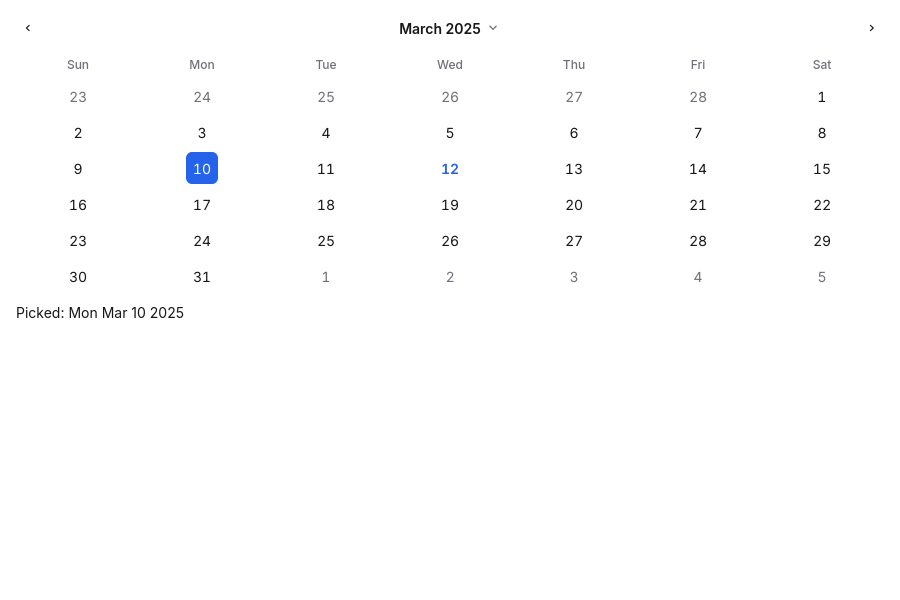 March 2025
Sun Mon Tue Wed Thu Fri Sat
23 24 25 26 27 28 1
2 3 4 5 6 7 8
9 10 11 12 13 14 15
16 17 18 19 20 21 22
23 24 25 26 27 28 29
30 31 1 2 3 4 5
Picked: Mon Mar 10 2025